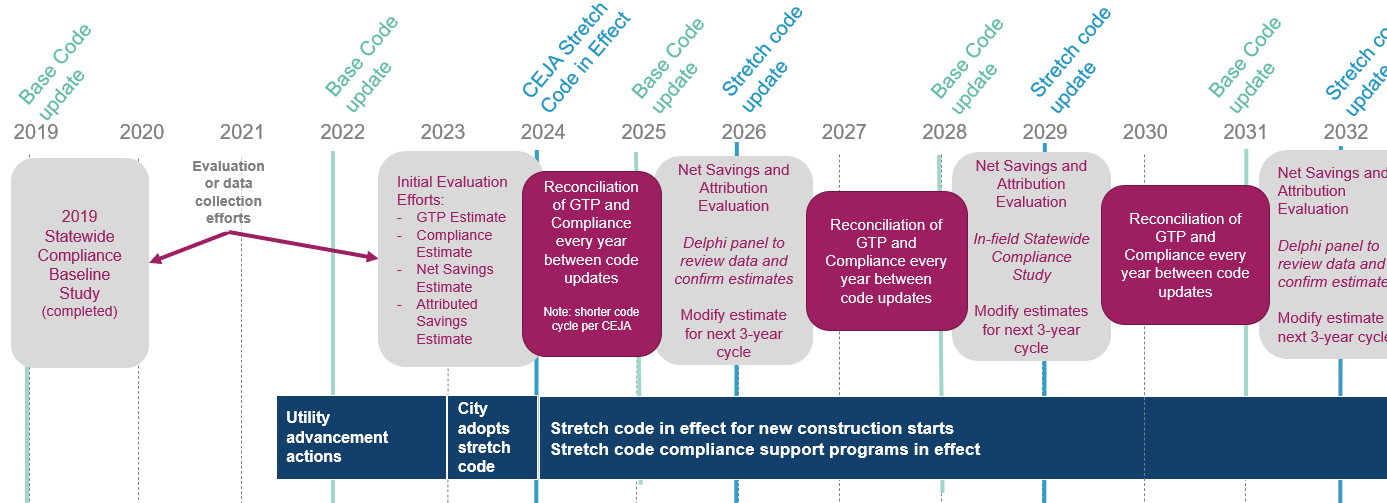 Base Code
update
Base Code
update
CEJA Stretch
Code in Effect
Base Code
update
Stretch code
update
Base Code
update
Stretch code
update
Base Code
update
Stretch co
update
2019 2020 2021 2022 2023 2024 2025 2026 2027 2028 2029 2030 2031 2032
2019
Statewide
Compliance
Baseline
Study
(completed)
Evaluation
or data
collection
efforts
Initial Evaluation
Efforts:
- GTP Estimate
- Compliance
Estimate
- Net Savings
Estimate
- Attributed
Savings
Estimate
Reconciliation
of GTP and
Compliance
every year
between code
updates
Note: shorter code
cycle per CEJA
Net Savings and
Attribution
Evaluation
Delphi panel to
review data and
confirm estimates
Modify estimate
for next 3-year
cycle
Reconciliation of
GTP and
Compliance every
year between
code updates
Net Savings and
Attribution
Evaluation
In-field Statewide
Compliance
Study
Modify estimates
for next 3-year
cycle
Reconciliation of
GTP and
Compliance every
year between code
updates
Net Savings and
Attribution
Evaluation
Delphi panel to
review data and
confirm estimate
Modify estimate
next 3-year cycle
Utility
advancement
actions
City
adopts
stretch
code
Stretch code in effect for new construction starts
Stretch code compliance support programs in effect